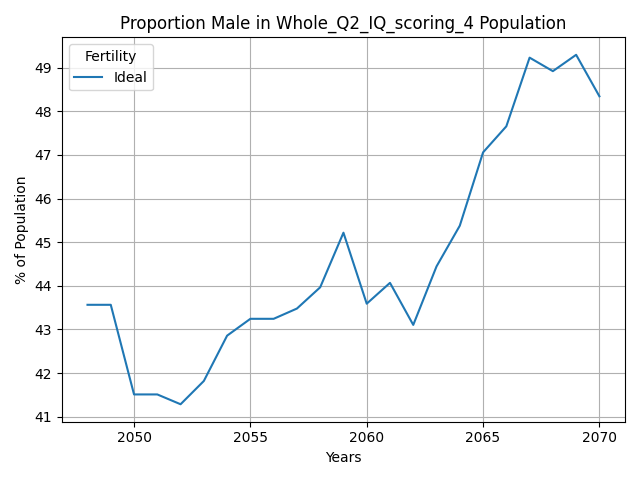 Proportion Male in Whole_Q2_IQ_scoring_4 Population
Fertility
Ideal
49
48
47
46
45
44
43
42
41
% of Population
2050 2055 2060 2065 2070
Years